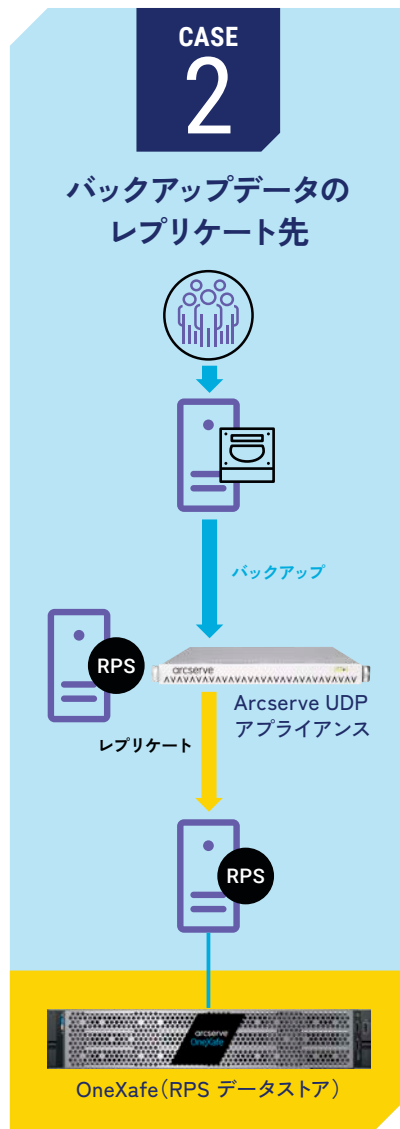 CASE
2
バックアップデータの
レプリケート先
バックアップ
RPS
arcserve
Arcserve UDP
アプライアンス
レプリケート
RPS
arcserve
OneXafe
OneXafe（RPS データストア）